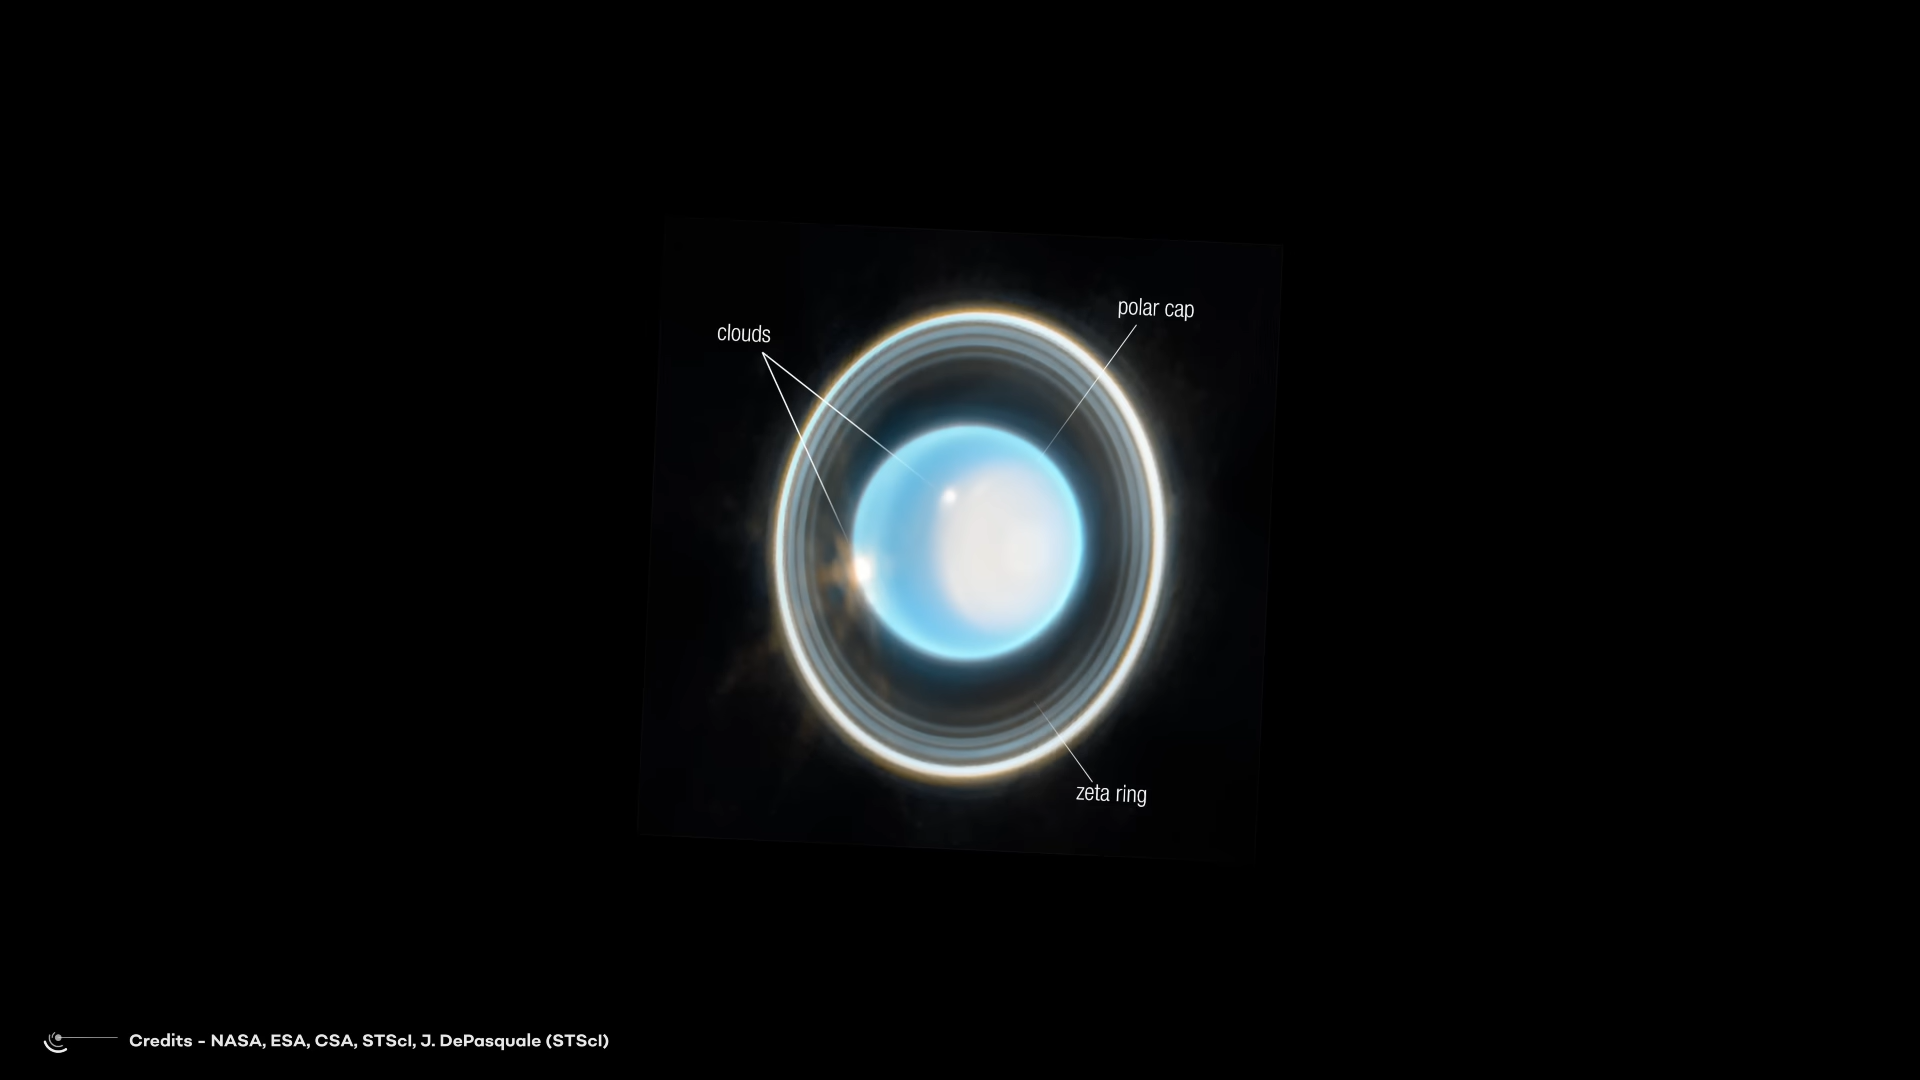 polar cap
clouds
zeta ring
Credits - NASA, ESA, CSA, STScI, J. DePasquale (STScI)